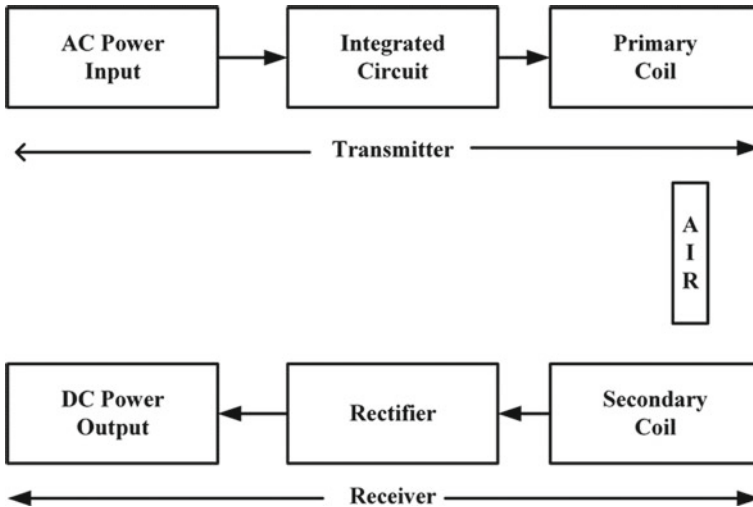 AC Power
Input
Integrated
Circuit
Primary
Coil
Transmitter
A
I
R
DC Power
Output
Rectifier
Secondary
Coil
Receiver